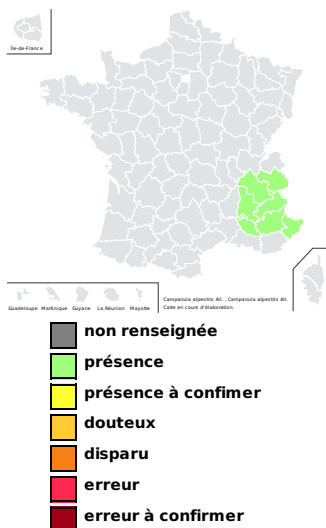 Île-de-France
Guadeloupe Martinique Guyane La Réunion Mayotte
Campanula alpestris All. , Campanula alpestris All.
Carte en cours d'élaboration.
non renseignée
présence
présence à confimer
douteux
disparu
erreur
erreur à confirmer